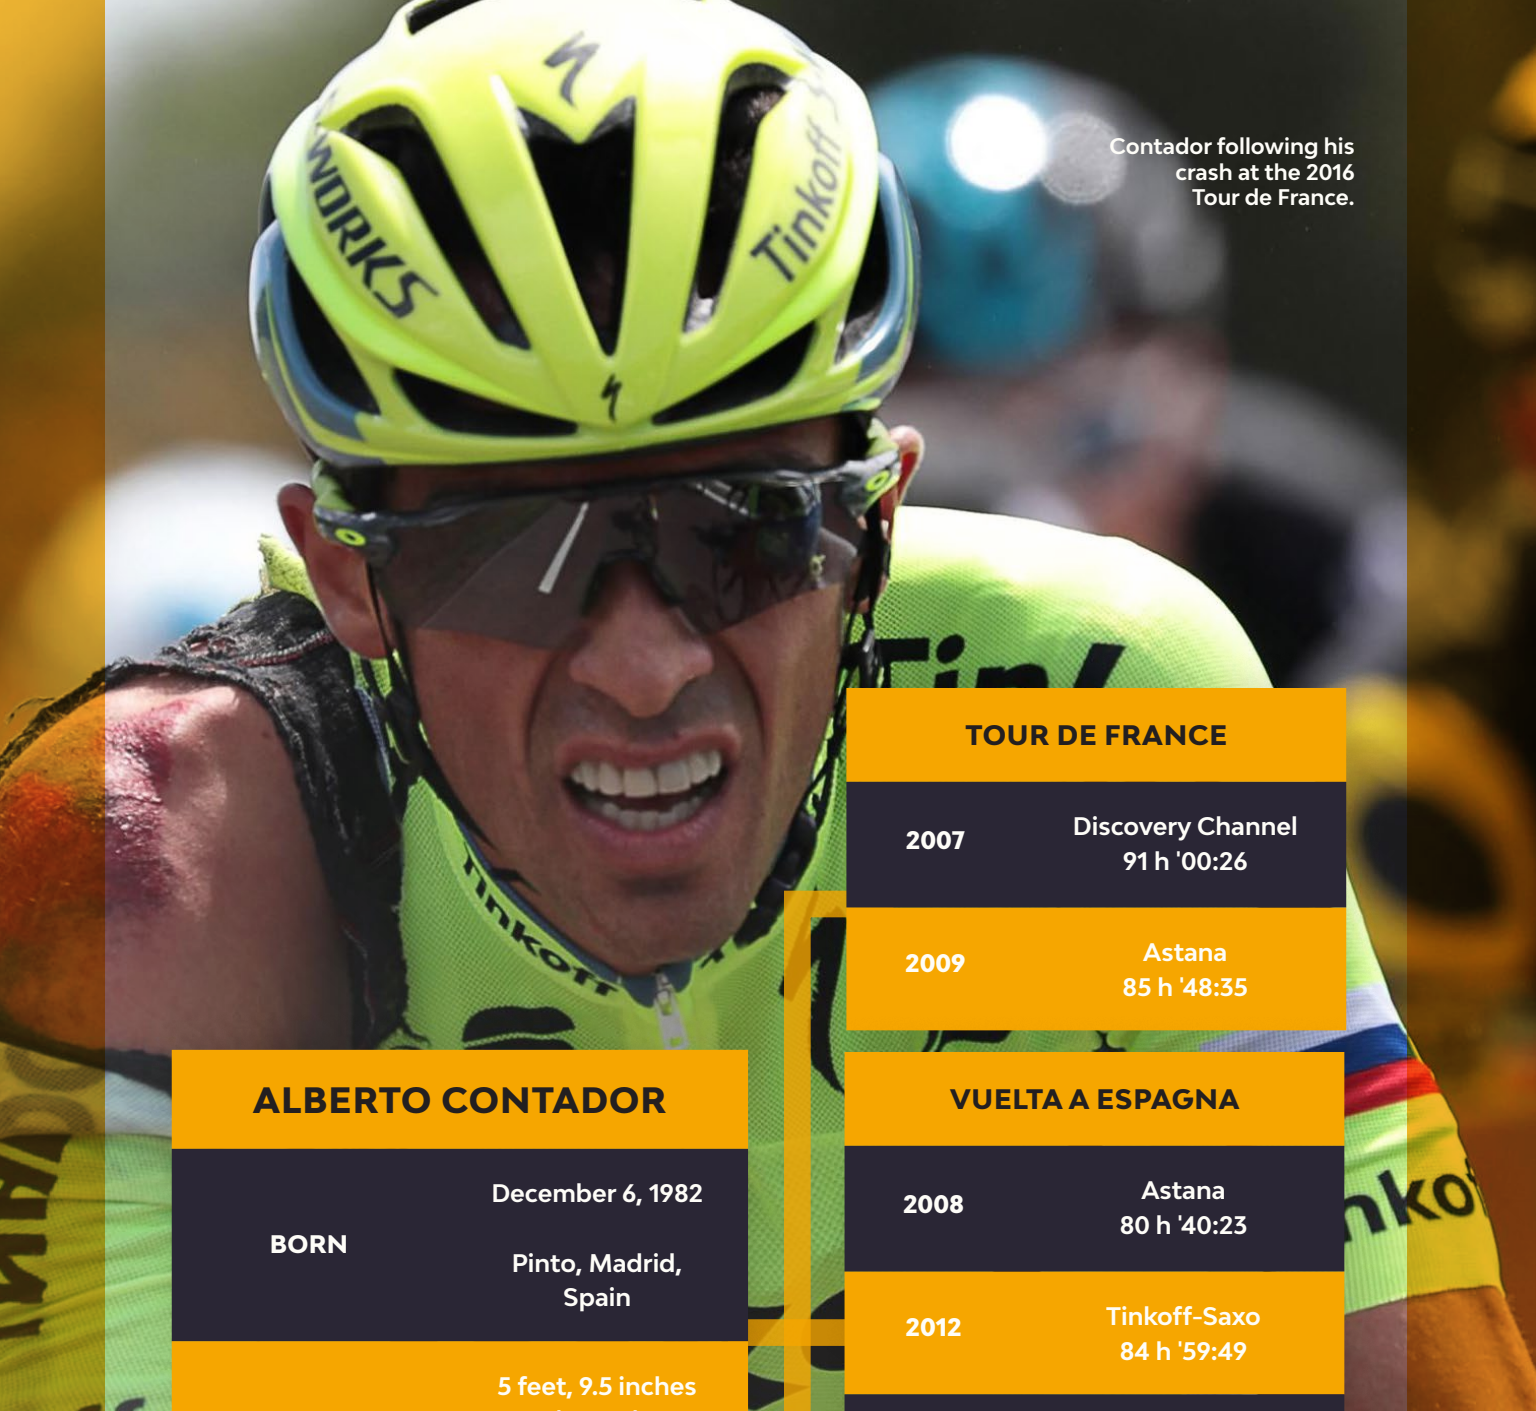 WORKS
Tinkoff
Contador following his
crash at the 2016
Tour de France.
Tinkoff
TOUR DE FRANCE
2007
Discovery Channel
91 h '00:26
2009
Astana
85 h '48:35
ALBERTO CONTADOR
BORN
December 6, 1982
Pinto, Madrid,
Spain
5 feet, 9.5 inches
VUELTA A ESPAGNA
2008
Astana
80 h '40:23
2012
Tinkoff-Saxo
84 h '59:49